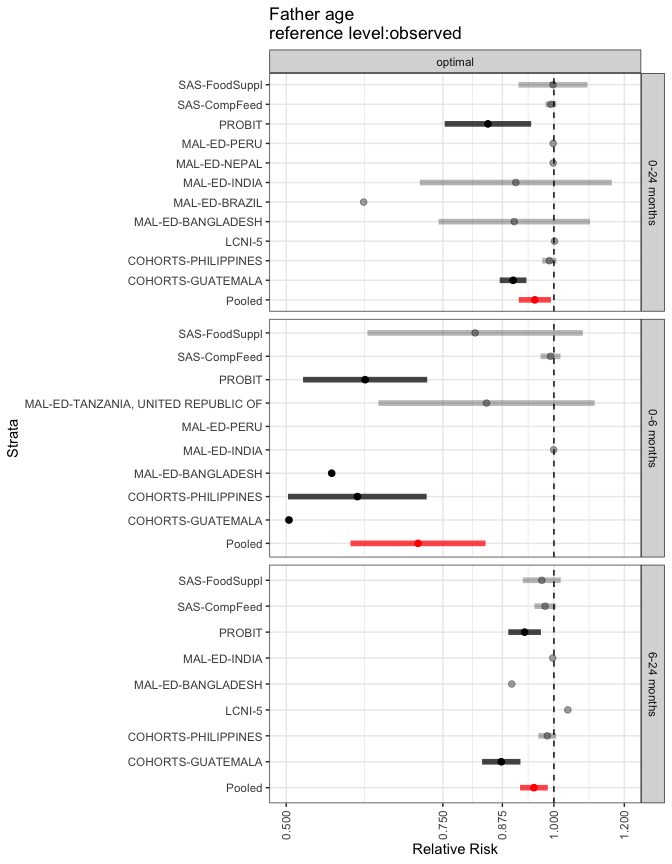 Father age
reference level:observed
optimal
SAS-FoodSuppl
SAS-CompFeed
PROBIT
MAL-ED-PERU
MAL-ED-NEPAL
MAL-ED-INDIA
MAL-ED-BRAZIL
MAL-ED-BANGLADESH
LCNI-5
COHORTS-PHILIPPINES
COHORTS-GUATEMALA
Pooled
0-24 months
SAS-FoodSuppl
SAS-CompFeed
PROBIT
MAL-ED-TANZANIA, UNITED REPUBLIC OF
MAL-ED-PERU
MAL-ED-INDIA
MAL-ED-BANGLADESH
COHORTS-PHILIPPINES
COHORTS-GUATEMALA
Pooled
0-6 months
SAS-FoodSuppl
SAS-CompFeed
PROBIT
MAL-ED-INDIA
MAL-ED-BANGLADESH
LCNI-5
COHORTS-PHILIPPINES
COHORTS-GUATEMALA
Pooled
6-24 months
Strata
0.500
0.750
0.875
1.000
1.200
Relative Risk